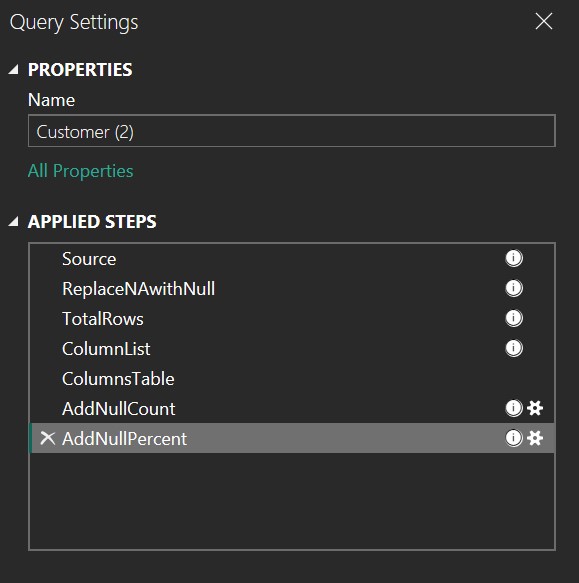 Query Settings
PROPERTIES
Name
Customer (2)
All Properties
APPLIED STEPS
Source
ReplaceNAwithNull
TotalRows
ColumnList
ColumnsTable
AddNullCount
AddNullPercent